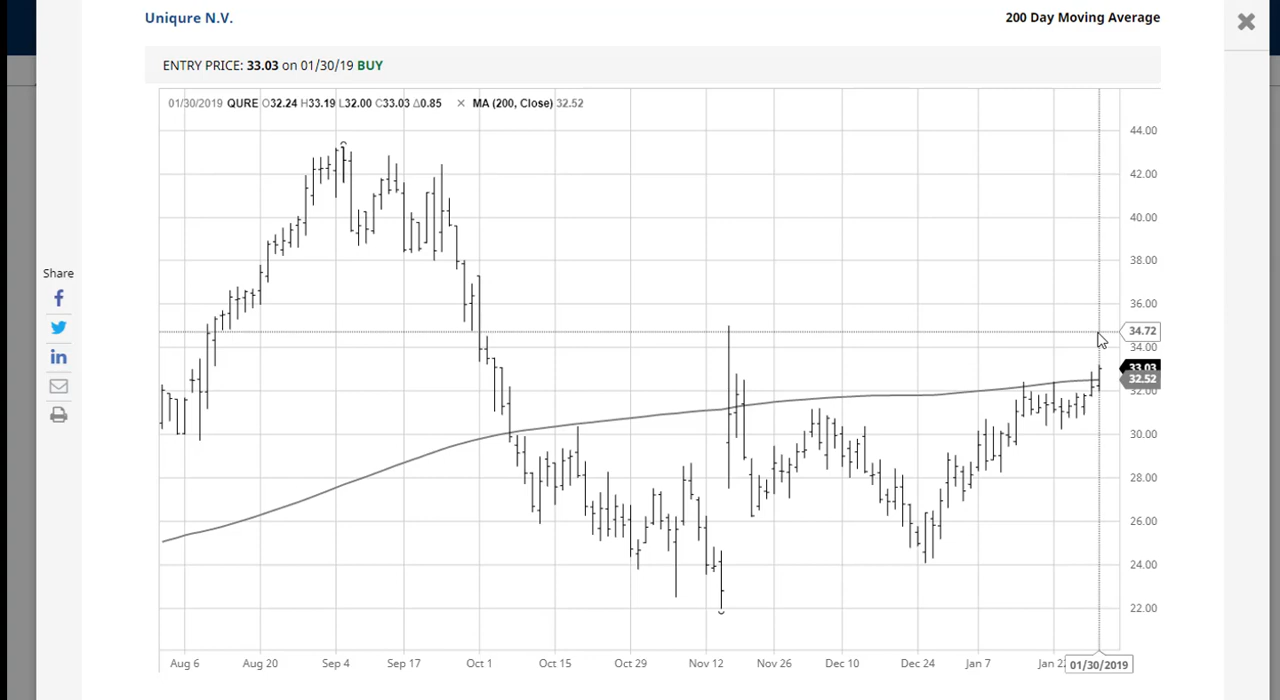 Uniqure N.V.
200 Day Moving Average
ENTRY PRICE: 33.03 on 01/30/19 BUY
01/30/2019 QURE O32.24 H33.19 L32.00 C33.03 Δ0.85 × MA (200, Close) 32.52
44.00
42.00
40.00
38.00
Share
36.00
34.72
34.00
33.03
32.52
32.00
30.00
28.00
26.00
24.00
22.00
Aug 6 Aug 20 Sep 4 Sep 17 Oct 1 Oct 15 Oct 29 Nov 12 Nov 26 Dec 10 Dec 24 Jan 7 Jan 2 01/30/2019